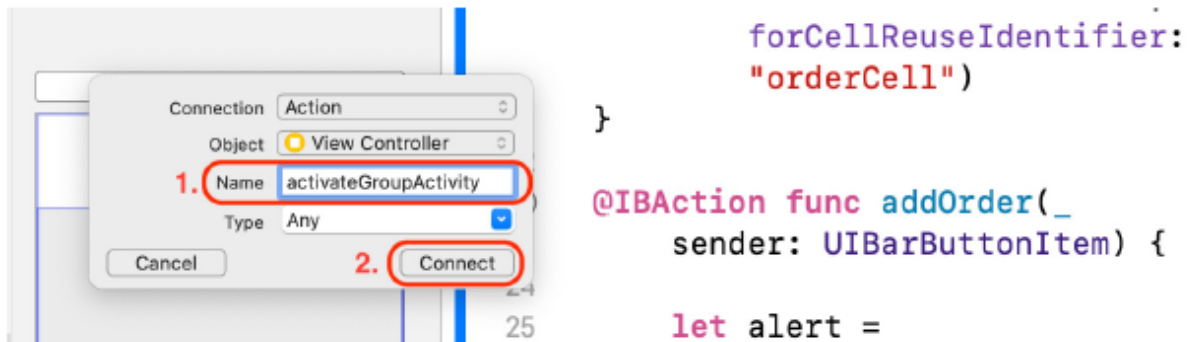 Connection Action
Object View Controller
1. Name activateGroupActivity
Type Any
Cancel 2. Connect
25
forCellReuseIdentifier:
"orderCell")
}
@IBAction func addOrder(_
sender: UIBarButtonItem) {
let alert =